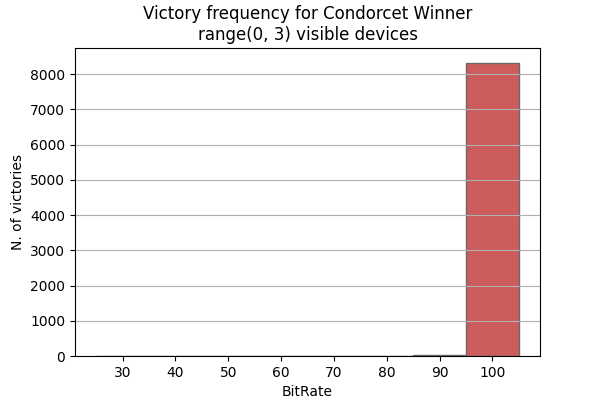 Victory frequency for Condorcet Winner
range(0, 3) visible devices
N. of victories
8000
7000
6000
5000
4000
3000
2000
1000
0
30 40 50 60 70 80 90 100
BitRate